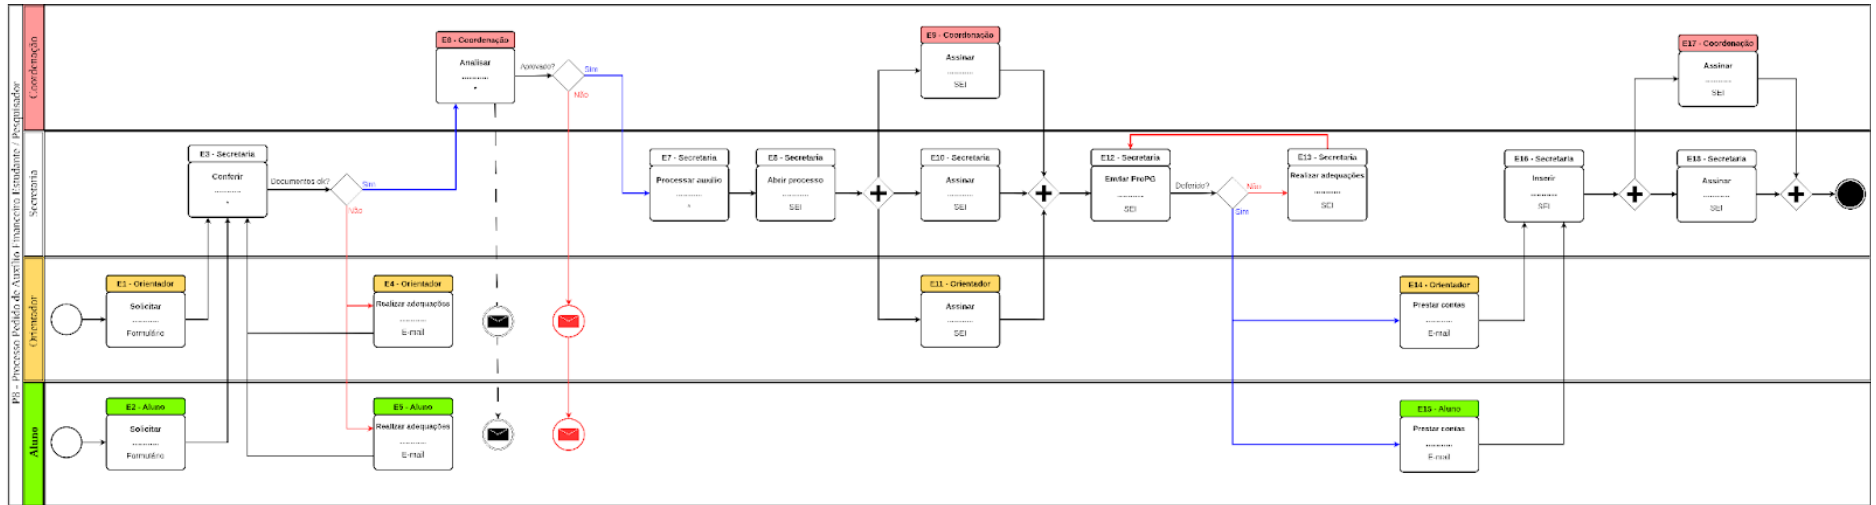 P8 - Processo Pedido de Auxílio Financeiro Estudante / Pesquisador
Coordenação
E6 - Coordenação
Analisar
------------
*
Aprovado?
Sim
Não
E9 - Coordenação
Assinar
------------
SEI
E17 - Coordenação
Assinar
------------
SEI
Secretaria
E3 - Secretaria
Conferir
------------
*
Documentos ok?
Sim
Não
E7 - Secretaria
Processar auxílio
------------
*
E8 - Secretaria
Abrir processo
------------
SEI
E10 - Secretaria
Assinar
------------
SEI
E12 - Secretaria
Enviar ProPG
------------
SEI
Deferido?
Não
Sim
E13 - Secretaria
Realizar adequações
------------
SEI
E16 - Secretaria
Inserir
------------
SEI
E18 - Secretaria
Assinar
------------
SEI
Orientador
E1 - Orientador
Solicitar
------------
Formulário
E4 - Orientador
Realizar adequações
------------
E-mail
E11 - Orientador
Assinar
------------
SEI
E14 - Orientador
Prestar contas
------------
E-mail
Aluno
E2 - Aluno
Solicitar
------------
Formulário
E5 - Aluno
Realizar adequações
------------
E-mail
E15 - Aluno
Prestar contas
------------
E-mail